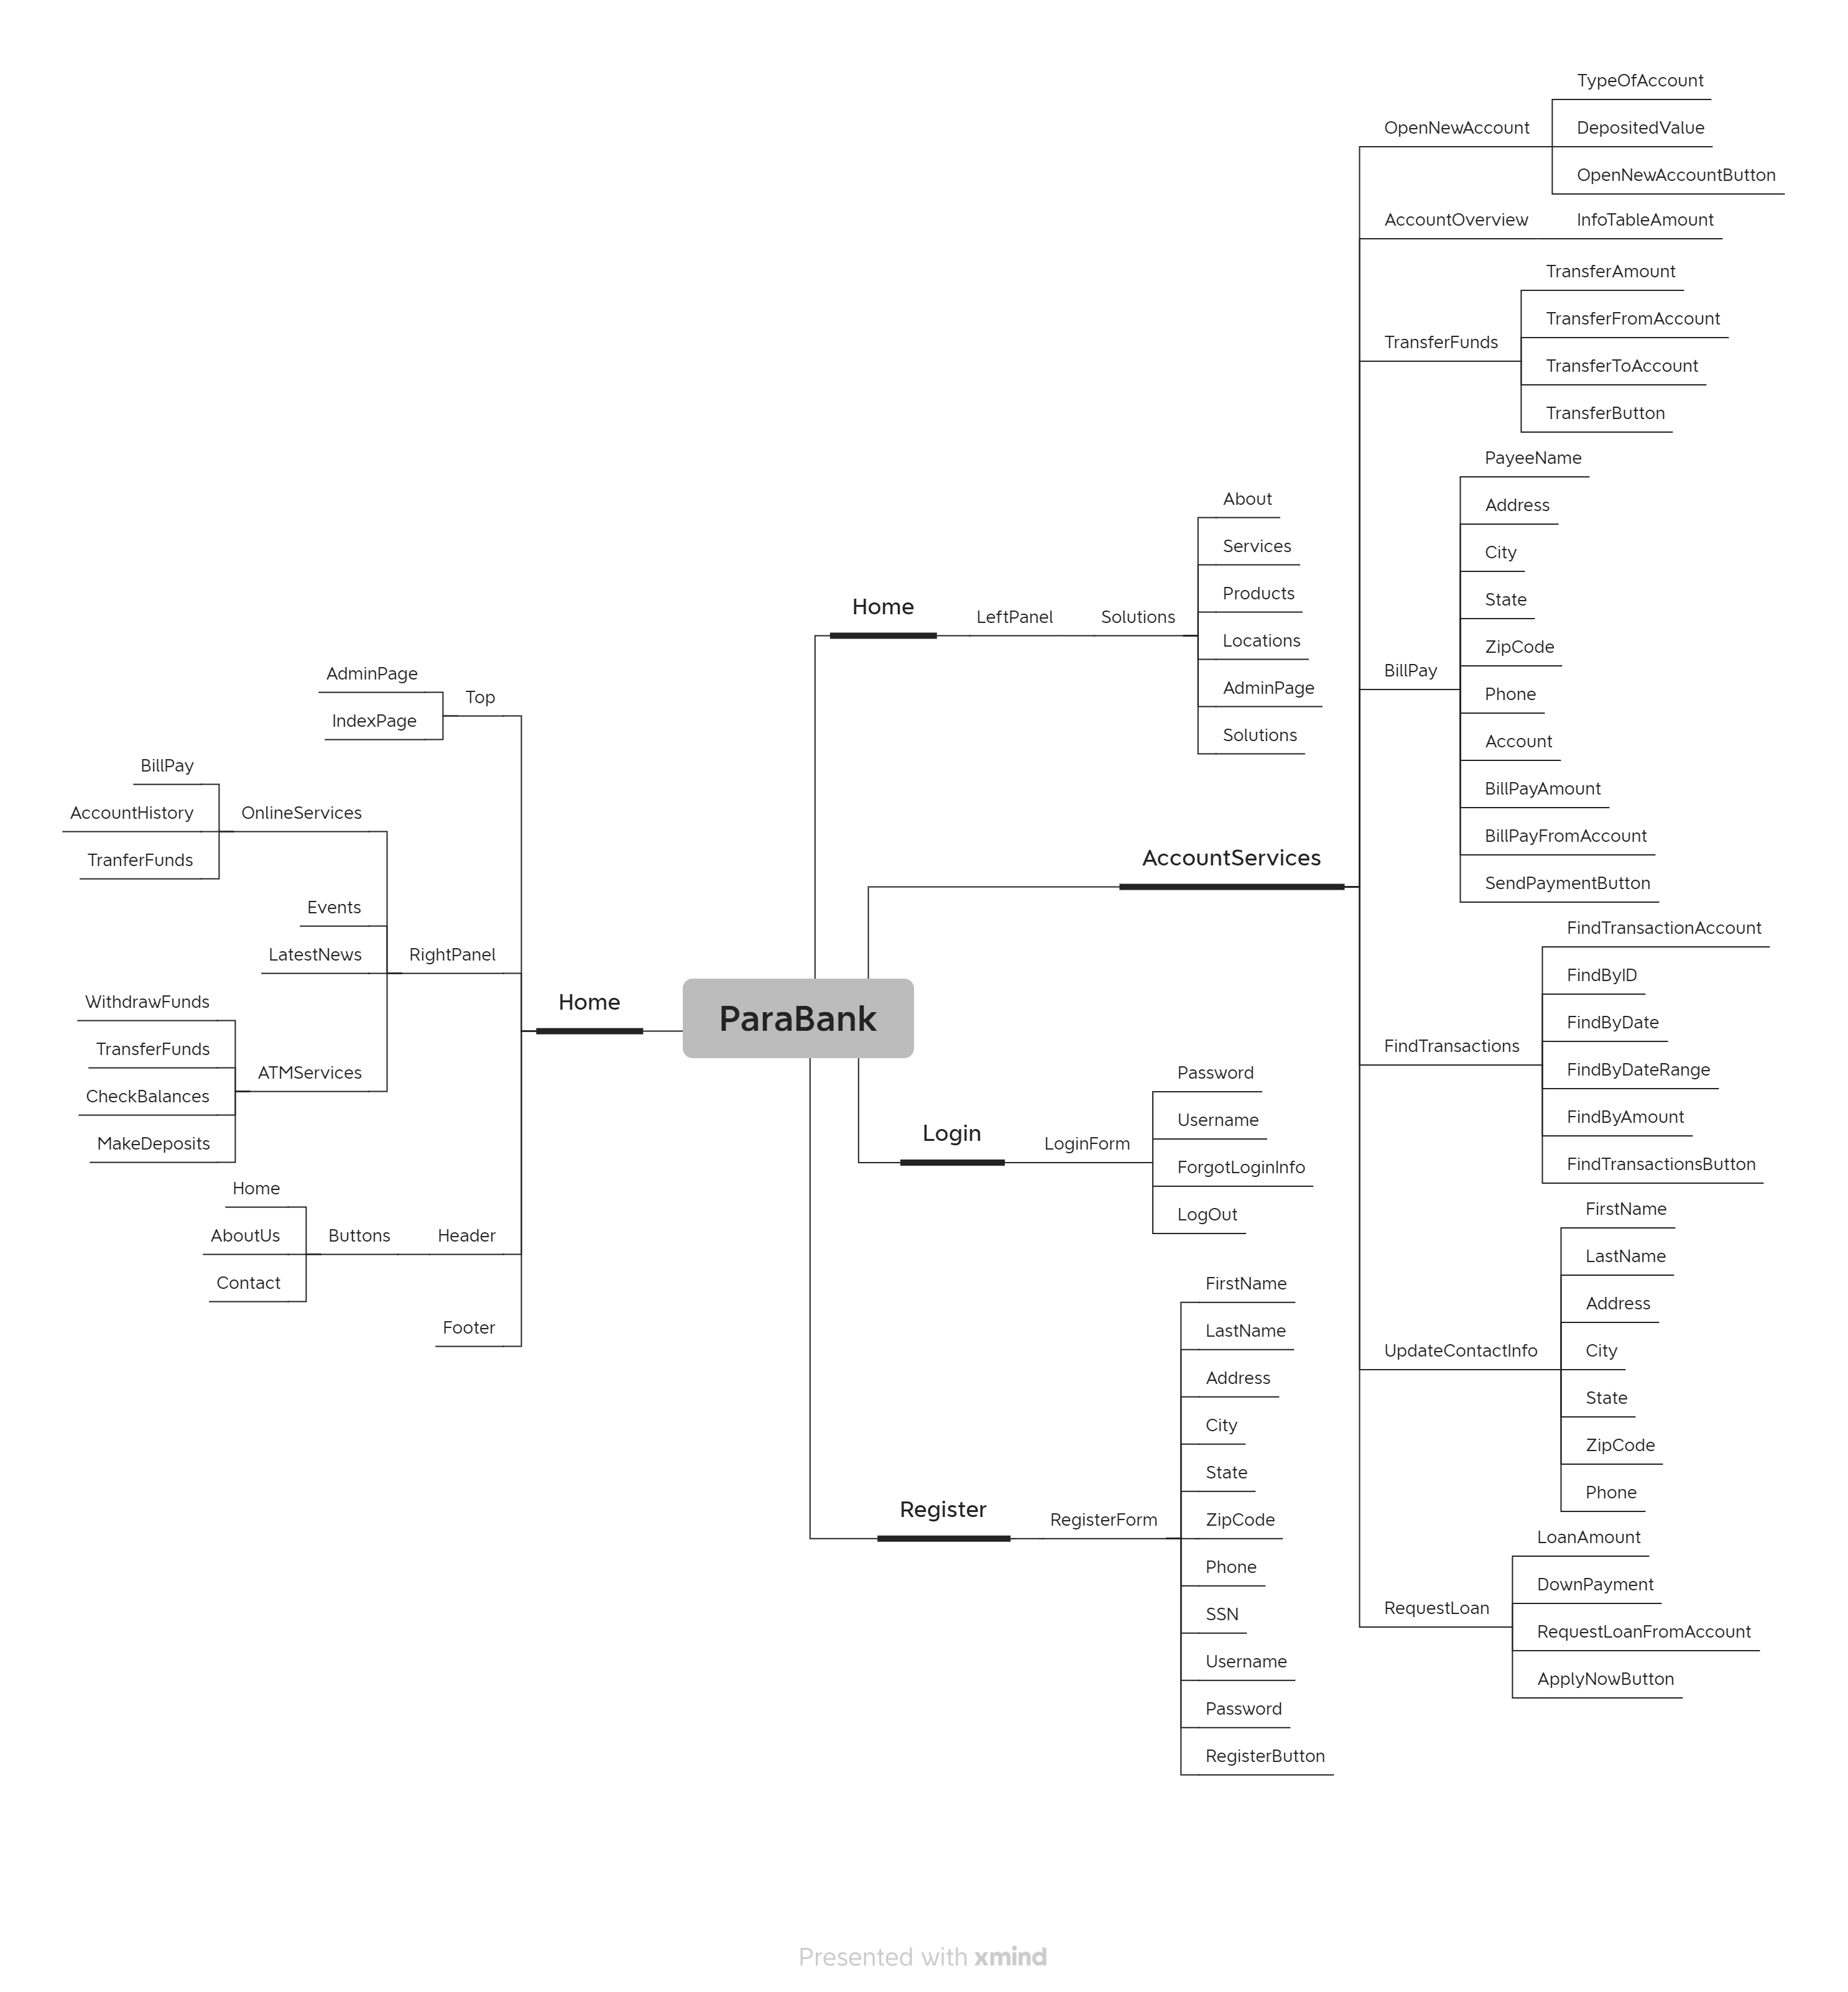 ParaBank
Home
LeftPanel
Solutions
About
Services
Products
Locations
AdminPage
Solutions
AccountServices
OpenNewAccount
TypeOfAccount
DepositedValue
OpenNewAccountButton
AccountOverview
InfoTableAmount
TransferFunds
TransferAmount
TransferFromAccount
TransferToAccount
TransferButton
BillPay
PayeeName
Address
City
State
ZipCode
Phone
Account
BillPayAmount
BillPayFromAccount
SendPaymentButton
FindTransactions
FindTransactionAccount
FindByID
FindByDate
FindByDateRange
FindByAmount
FindTransactionsButton
UpdateContactInfo
FirstName
LastName
Address
City
State
ZipCode
Phone
RequestLoan
LoanAmount
DownPayment
RequestLoanFromAccount
ApplyNowButton
Login
LoginForm
Password
Username
ForgotLoginInfo
LogOut
Register
RegisterForm
FirstName
LastName
Address
City
State
ZipCode
Phone
SSN
Username
Password
RegisterButton
Home
Top
AdminPage
IndexPage
RightPanel
OnlineServices
BillPay
AccountHistory
TranferFunds
Events
LatestNews
ATMServices
WithdrawFunds
TransferFunds
CheckBalances
MakeDeposits
Header
Buttons
Home
AboutUs
Contact
Footer
Presented with xmind